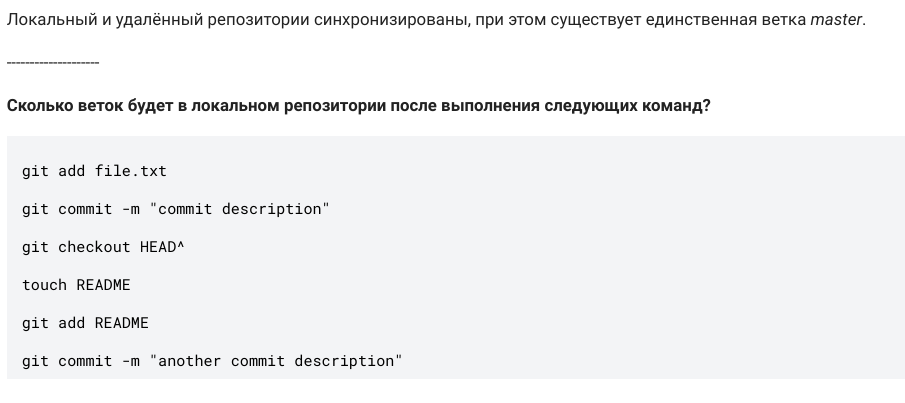 Локальный и удалённый репозитории синхронизированы, при этом существует единственная ветка master.
--------------------
Сколько веток будет в локальном репозитории после выполнения следующих команд?
git add file.txt
git commit -m "commit description"
git checkout HEAD^
touch README
git add README
git commit -m "another commit description"